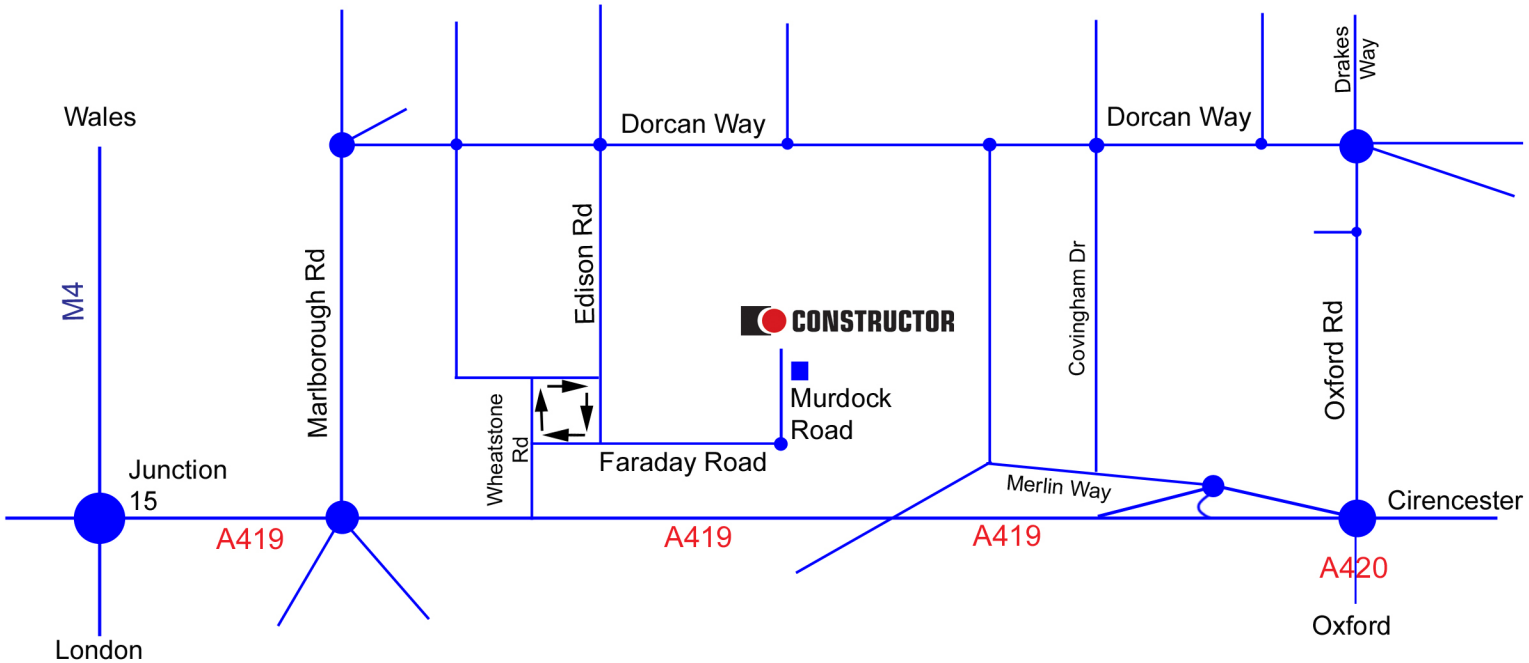 Drakes
Way
Wales
Dorcan Way
Dorcan Way
M4
Marlborough Rd
Edison Rd
CONSTRUCTOR
Covingham Dr
Oxford Rd
Murdock
Road
Wheatstone
Rd
Faraday Road
Junction
15
Merlin Way
Cirencester
A419
A419
A419
A420
Oxford
London